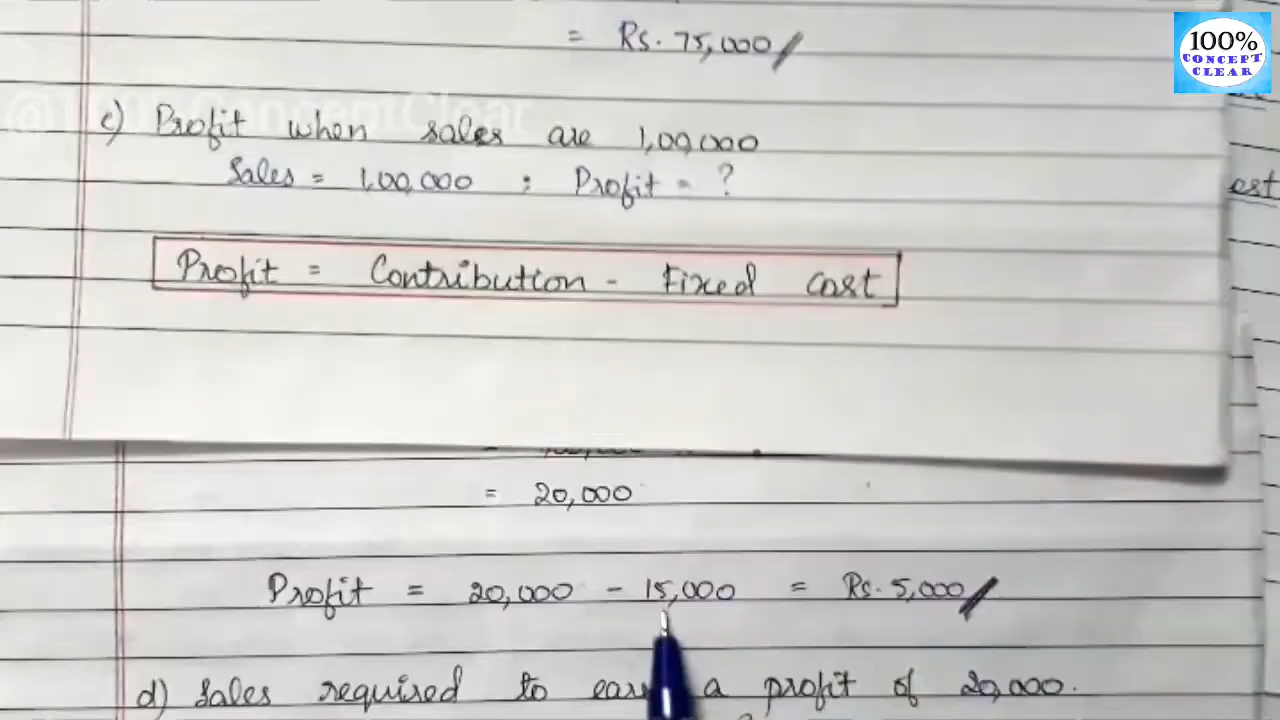 = Rs. 75,000/
100%
CONCEPT
CLEAR
c) Profit when sales are 1,00,000
Sales = 1,00,000 ; Profit = ?
Profit = Contribution - Fixed cost
= 20,000
Profit = 20,000 - 15,000 = Rs. 5,000/
d) Sales required to earn a profit of 20,000.